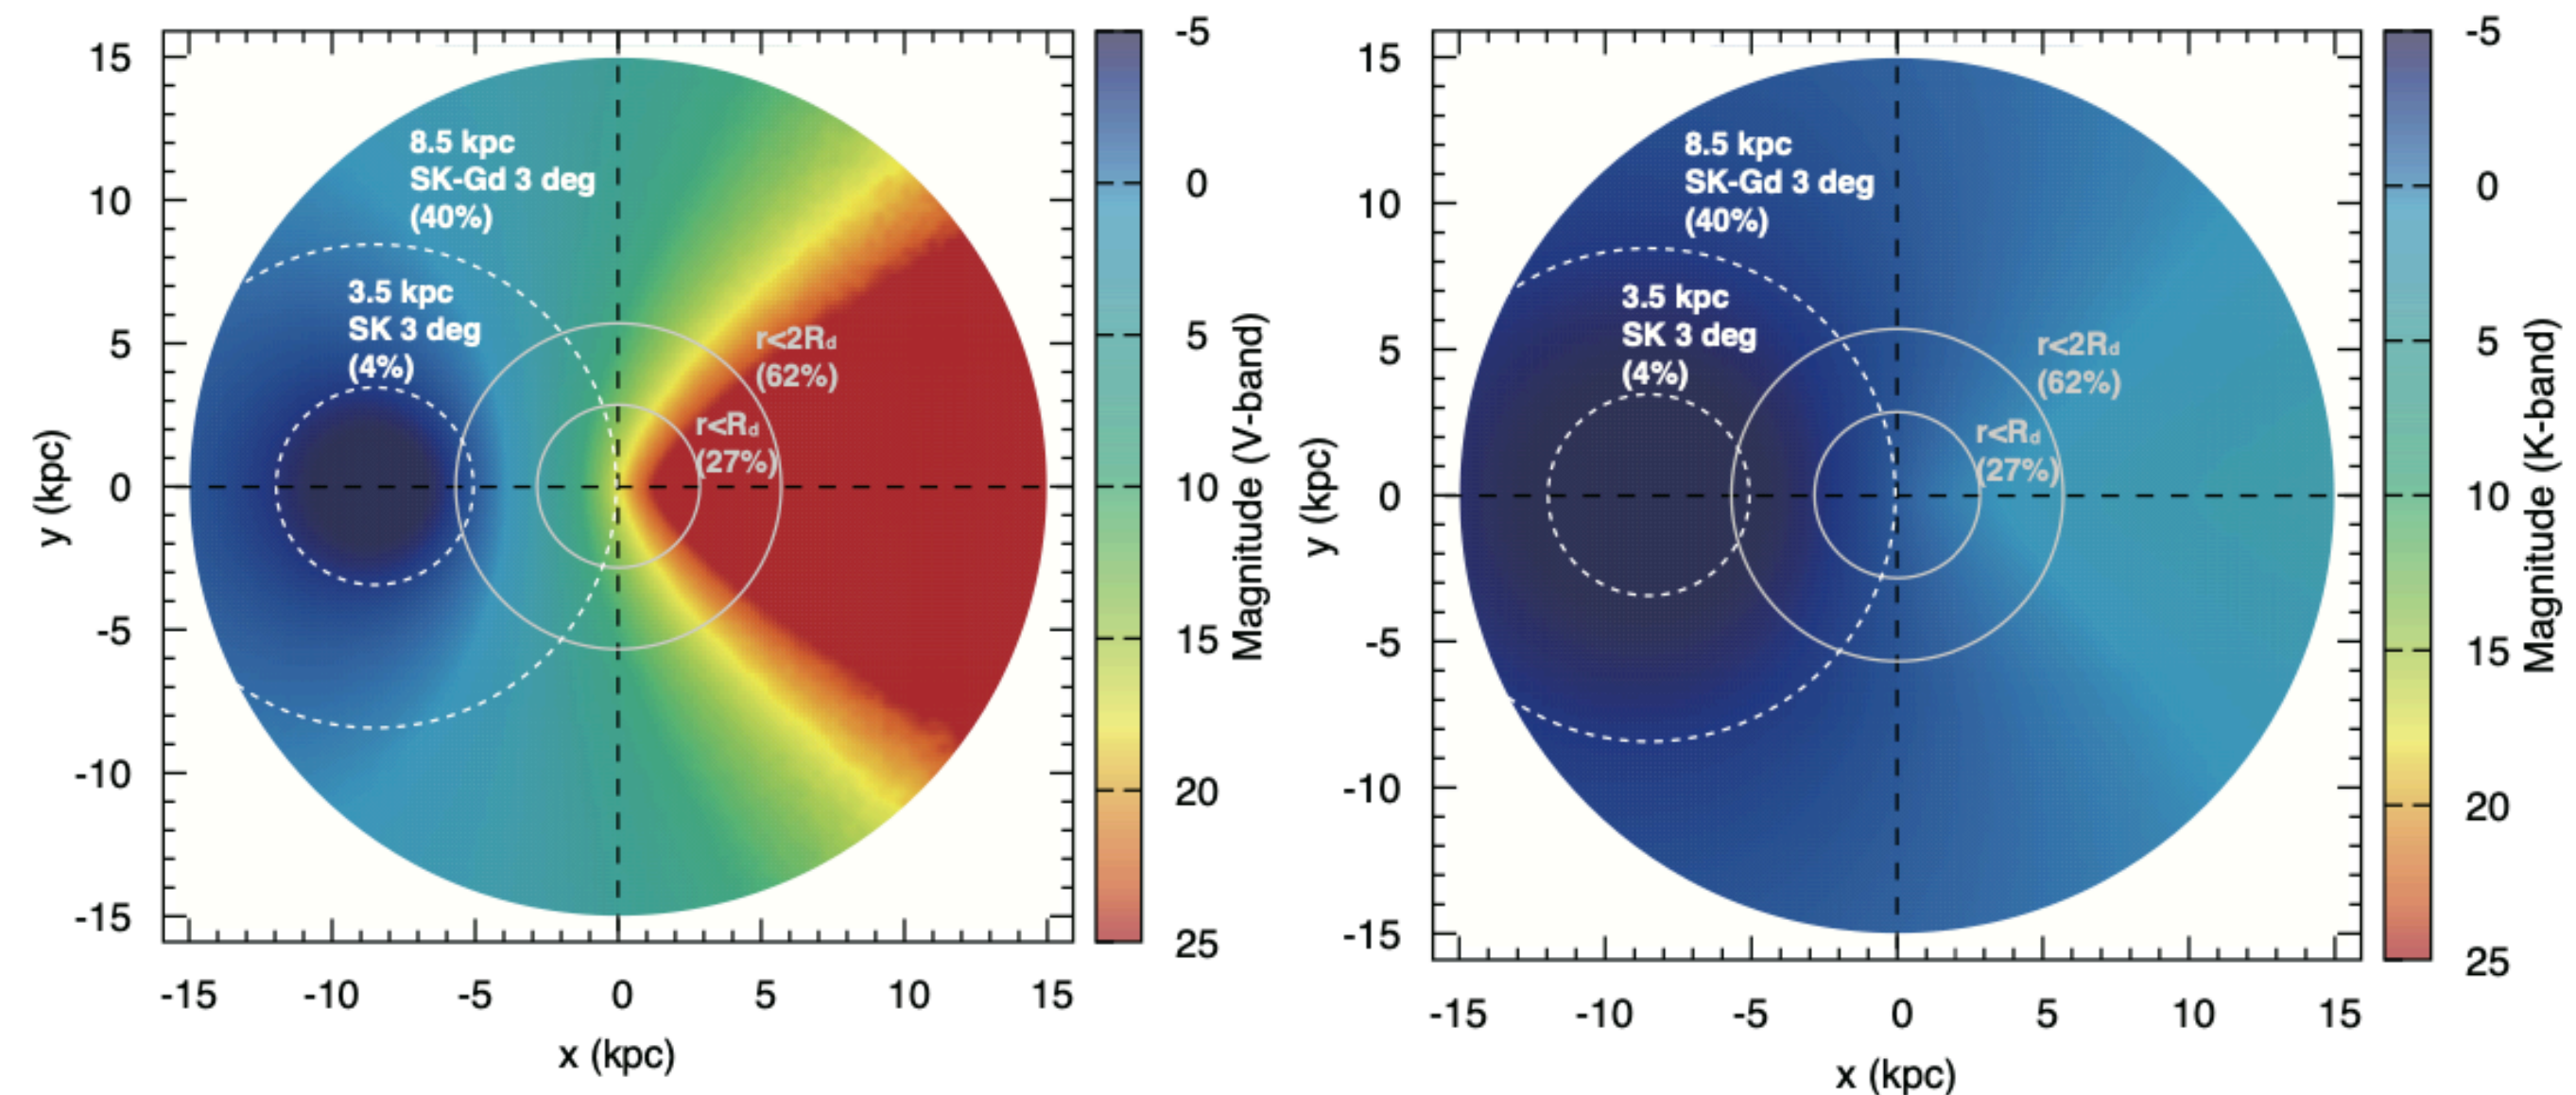 15
10
5
0
-5
-10
-15
y (kpc)
-15 -10 -5 0 5 10 15
x (kpc)
8.5 kpc
SK-Gd 3 deg
(40%)
3.5 kpc
SK 3 deg
(4%)
r<2Rd
(62%)
r<Rd
(27%)
-5
0
5
10
15
20
25
Magnitude (V-band)
15
10
5
0
-5
-10
-15
y (kpc)
-15 -10 -5 0 5 10 15
x (kpc)
8.5 kpc
SK-Gd 3 deg
(40%)
3.5 kpc
SK 3 deg
(4%)
r<2Rd
(62%)
r<Rd
(27%)
-5
0
5
10
15
20
25
Magnitude (K-band)